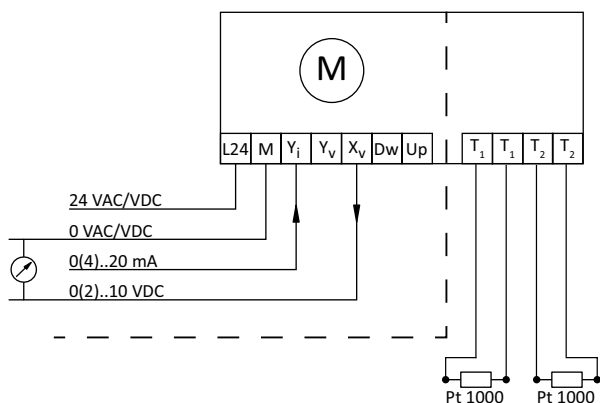 M
L24 M Yi Yv Xv Dw Up T1 T1 T2 T2
24 VAC/VDC
0 VAC/VDC
0(4)..20 mA
0(2)..10 VDC
Pt 1000 Pt 1000